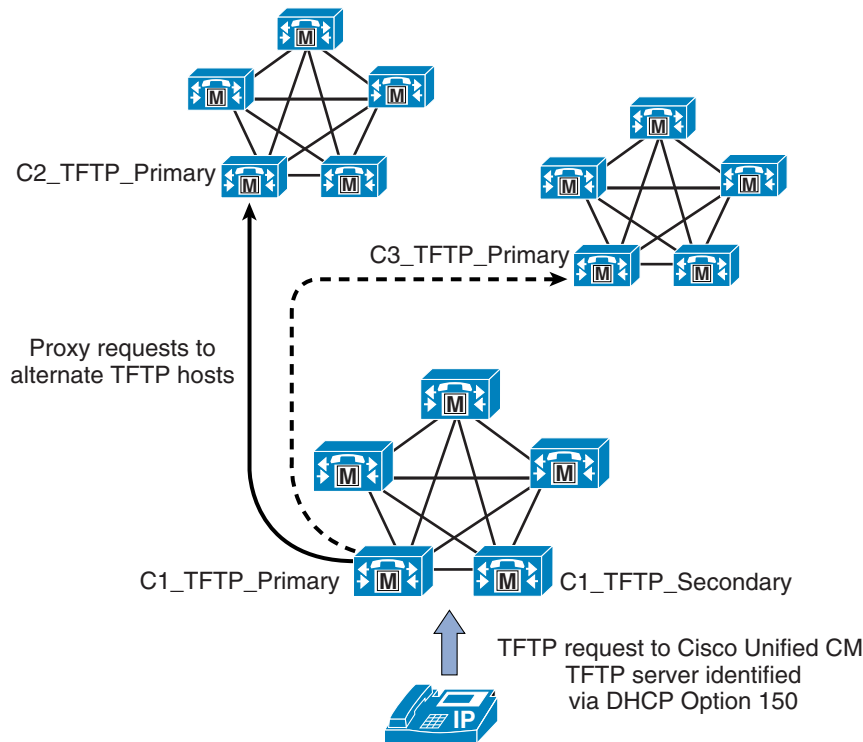 M
M
M
M
M
C2_TFTP_Primary
M
M
M
M
M
C3_TFTP_Primary
Proxy requests to
alternate TFTP hosts
M
M
M
M
M
C1_TFTP_Primary
C1_TFTP_Secondary
TFTP request to Cisco Unified CM
TFTP server identified
via DHCP Option 150
IP